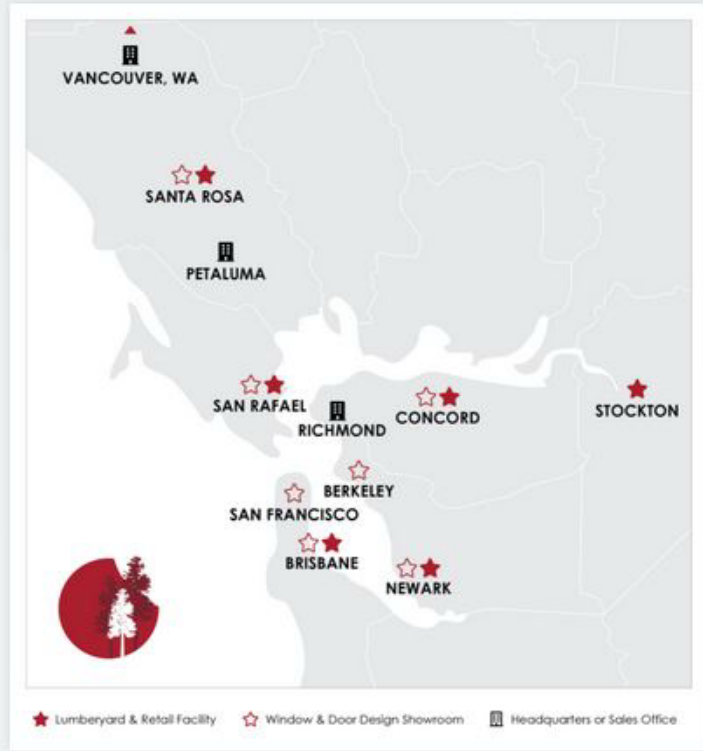 VANCOUVER, WA
SANTA ROSA
PETALUMA
SAN RAFAEL
RICHMOND
CONCORD
STOCKTON
BERKELEY
SAN FRANCISCO
BRISBANE
NEWARK
Lumberyard & Retail Facility Window & Door Design Showroom Headquarters or Sales Office